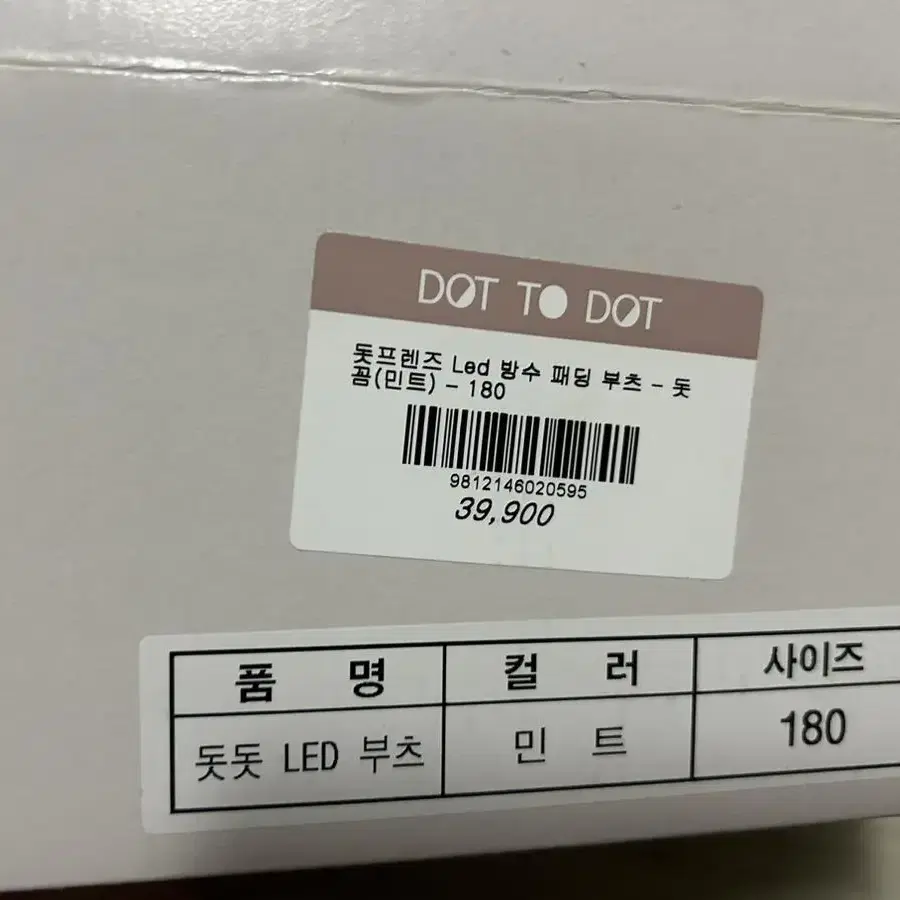 DOT TO DOT
돗프렌즈 Led 방수 패딩 부츠 - 돗
꼼(민트) - 180
9812146020595
39,900
품 명 컬 러 사이즈
돗돗 LED 부츠 민 트 180